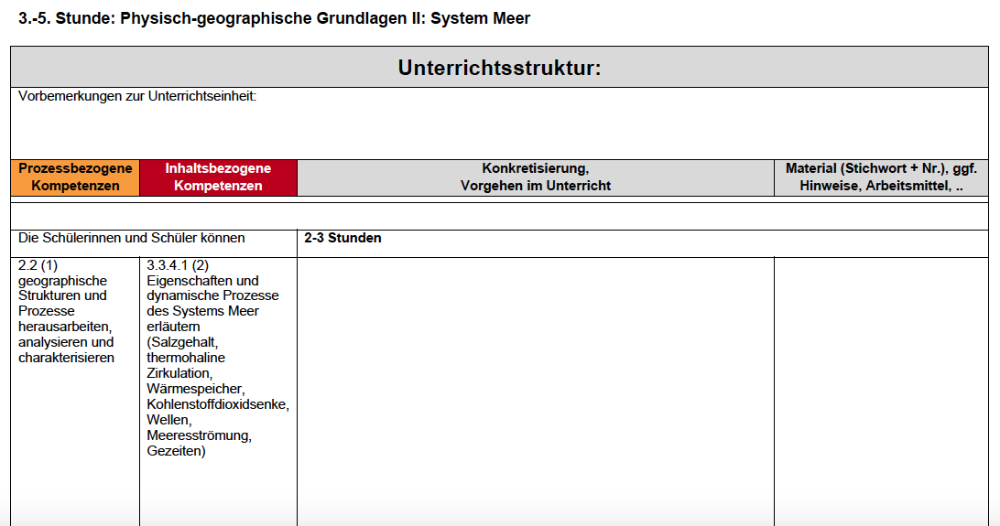 3.-5. Stunde: Physisch-geographische Grundlagen II: System Meer
Unterrichtsstruktur:
Vorbemerkungen zur Unterrichtseinheit:
Prozessbezogene
Kompetenzen
Inhaltsbezogene
Kompetenzen
Konkretisierung,
Vorgehen im Unterricht
Material (Stichwort + Nr.), ggf.
Hinweise, Arbeitsmittel, ..
Die Schülerinnen und Schüler können
2-3 Stunden
2.2 (1)
geographische
Strukturen und
Prozesse
herausarbeiten,
analysieren und
charakterisieren
3.3.4.1 (2)
Eigenschaften und
dynamische Prozesse
des Systems Meer
erläutern
(Salzgehalt,
thermohaline
Zirkulation,
Wärmespeicher,
Kohlenstoffdioxidsenke,
Wellen,
Meeresströmung,
Gezeiten)